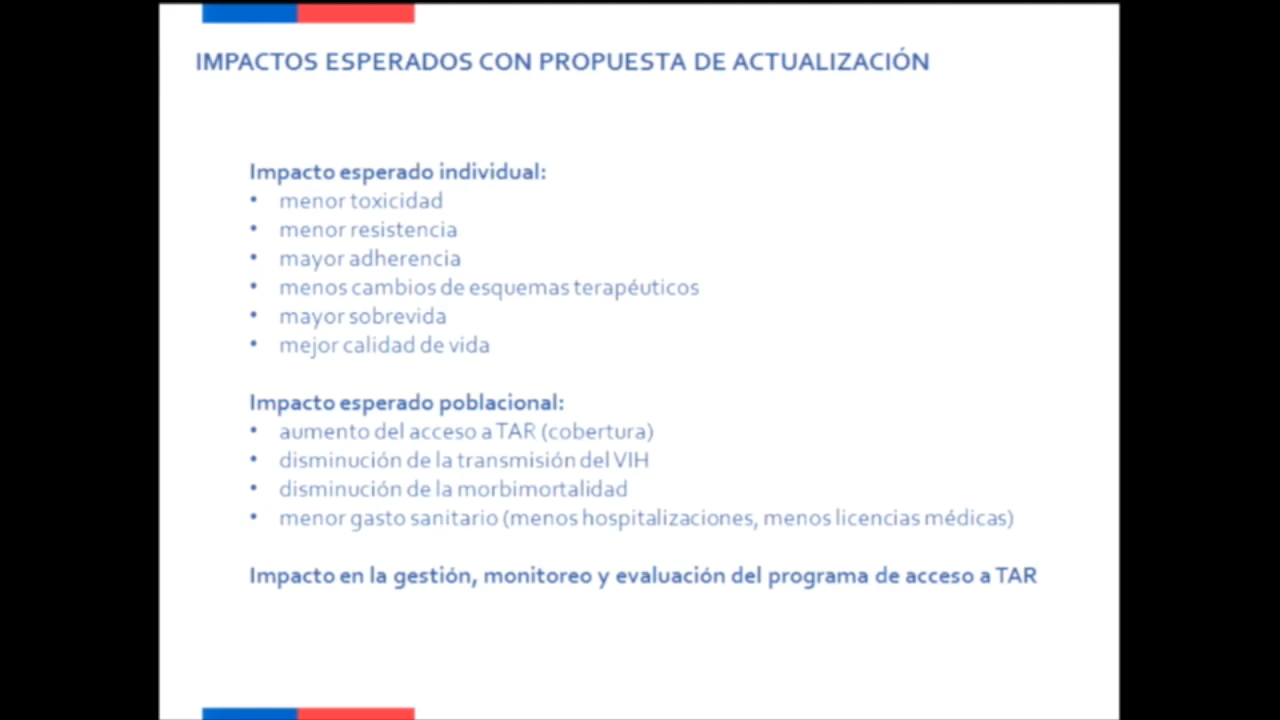 IMPACTOS ESPERADOS CON PROPUESTA DE ACTUALIZACIÓN
Impacto esperado individual:
• menor toxicidad
• menor resistencia
• mayor adherencia
• menos cambios de esquemas terapéuticos
• mayor sobrevida
• mejor calidad de vida
Impacto esperado poblacional:
• aumento del acceso a TAR (cobertura)
• disminución de la transmisión del VIH
• disminución de la morbimortalidad
• menor gasto sanitario (menos hospitalizaciones, menos licencias médicas)
Impacto en la gestión, monitoreo y evaluación del programa de acceso a TAR